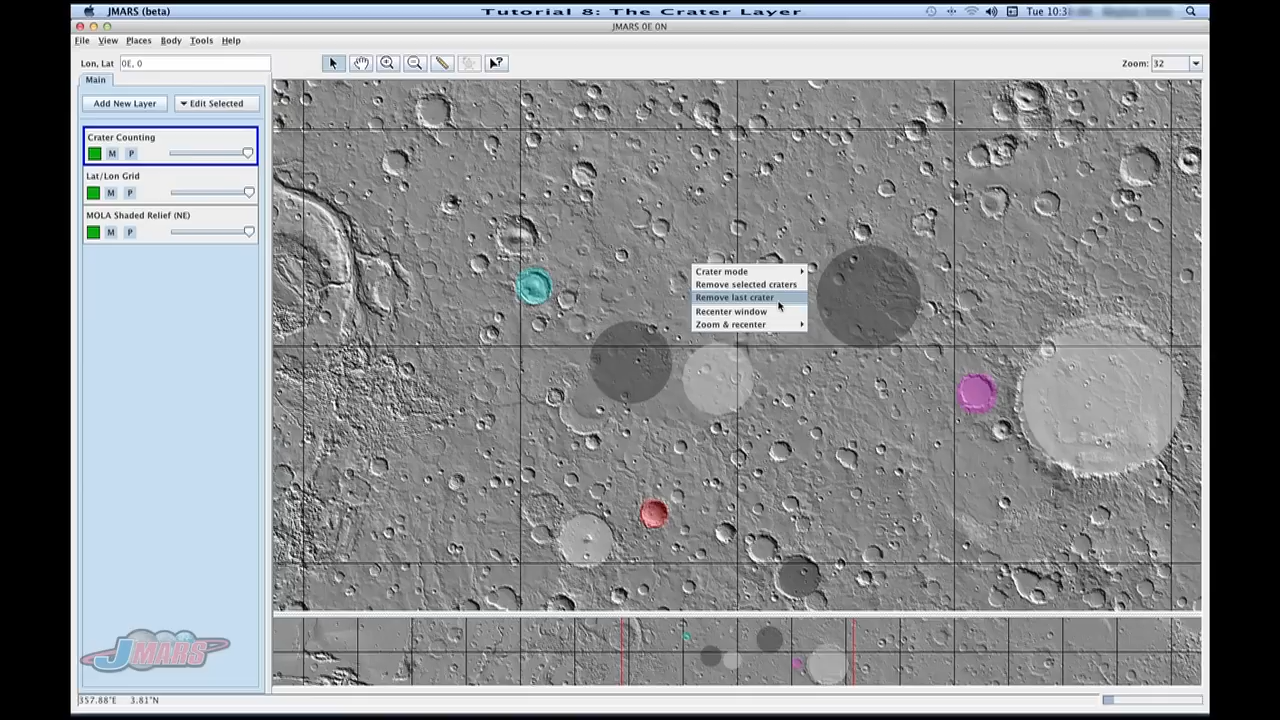 JMARS (beta) Tutorial 8: The Crater Layer Tue 10:3
JMARS 0E 0N
File View Places Body Tools Help
Lon, Lat 0E, 0 Zoom: 32
Main
Add New Layer Edit Selected
Crater Counting
M P
Lat/Lon Grid
M P
MOLA Shaded Relief (NE)
M P
Crater mode
Remove selected craters
Remove last crater
Recenter window
Zoom & recenter
JMARS
357.88°E 3.81°N